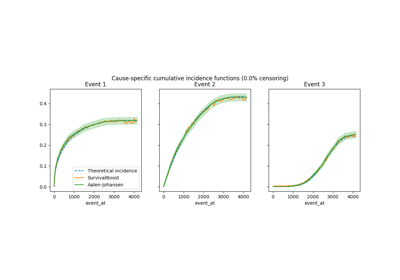 Cause-specific cumulative incidence functions (0.0% censoring)
Event 1
Event 2
Event 3
0.4
0.3
0.2
0.1
0.0
Theoretical incidence
SurvivalBoost
Aalen-Johansen
0 1000 2000 3000 4000
0 1000 2000 3000 4000
0 1000 2000 3000 4000
event_at
event_at
event_at